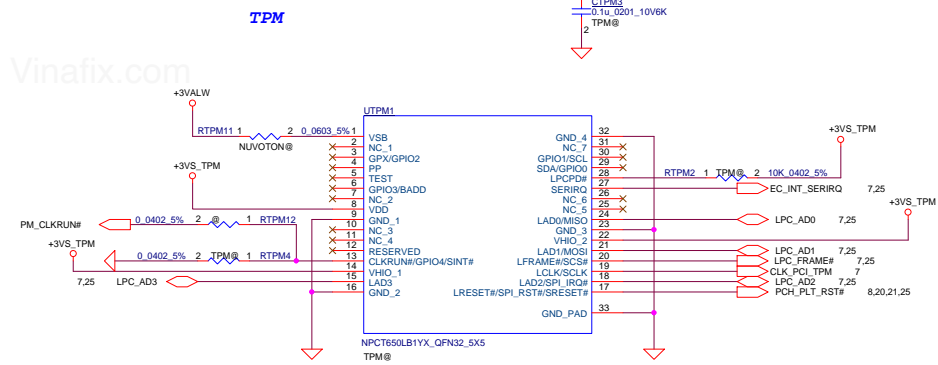 CTPM3
0.1u_0201_10V6K
TPM@
2
TPM
Vinafix.com
+3VALW
UTPM1
RTPM11 1 2 0_0603_5% 1 VSB
NUVOTON@
2 NC_1
3 GPX/GPIO2
4 PP
5 TEST
6 GPIO3/BADD
7 NC_2
8 VDD
9 GND_1
10 NC_3
11 NC_4
12 RESERVED
13 CLKRUN#/GPIO4/SINT#
14 VHIO_1
15 LAD3
16 GND_2
+3VS_TPM
PM_CLKRUN# 0_0402_5% 2 @ 1 RTPM12
+3VS_TPM
0_0402_5% 2 TPM@ 1 RTPM4
7,25 LPC_AD3
GND_4 32
NC_7 31
GPIO1/SCL 30
SDA/GPIO0 29
LPCPD# 28
SERIRQ 27
NC_6 26
NC_5 25
LAD0/MISO 24
GND_3 23
VHIO_2 22
LAD1/MOSI 21
LFRAME#/SCS# 20
LCLK/SCLK 19
LAD2/SPI_IRQ# 18
LRESET#/SPI_RST#/SRESET# 17
GND_PAD 33
+3VS_TPM
RTPM2 1 TPM@ 2 10K_0402_5%
EC_INT_SERIRQ 7,25
+3VS_TPM
LPC_AD0 7,25
LPC_AD1 7,25
LPC_FRAME# 7,25
CLK_PCI_TPM 7
LPC_AD2 7,25
PCH_PLT_RST# 8,20,21,25
NPCT650LB1YX_QFN32_5X5
TPM@